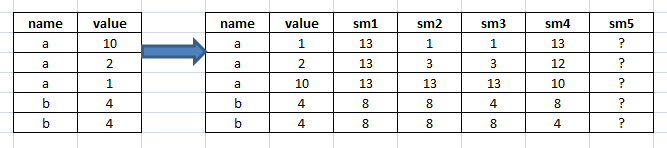 name value name value sm1 sm2 sm3 sm4 sm5
a 10 a 1 13 1 1 13 ?
a 2 a 2 13 3 3 12 ?
a 1 a 10 13 13 13 10 ?
b 4 b 4 8 8 4 8 ?
b 4 b 4 8 8 8 4 ?